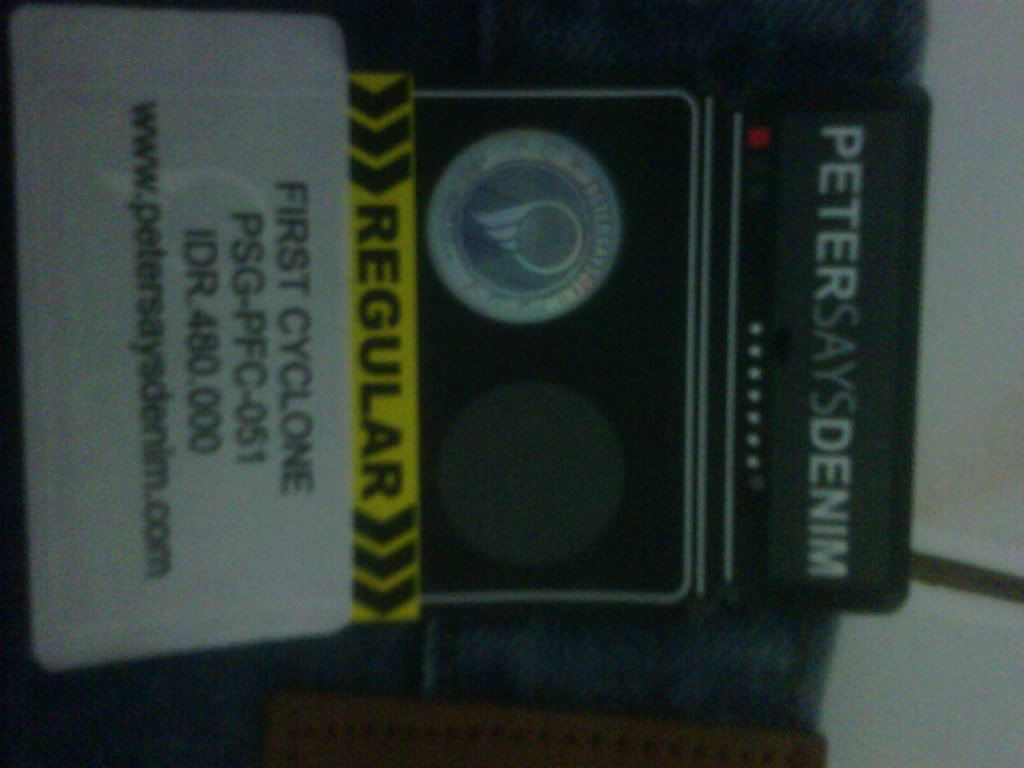 PETERSAYSDENIM
REGULAR
FIRST CYCLONE
PSG-PFC-051
IDR.480.000
www.petersaysdenim.com